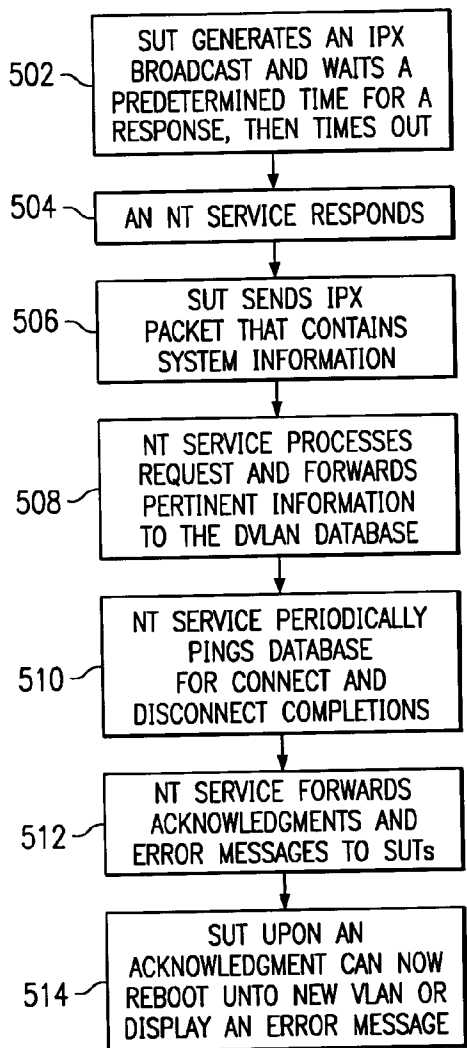 502
SUT GENERATES AN IPX
BROADCAST AND WAITS A
PREDETERMINED TIME FOR A
RESPONSE, THEN TIMES OUT
504
AN NT SERVICE RESPONDS
506
SUT SENDS IPX
PACKET THAT CONTAINS
SYSTEM INFORMATION
508
NT SERVICE PROCESSES
REQUEST AND FORWARDS
PERTINENT INFORMATION
TO THE DVLAN DATABASE
510
NT SERVICE PERIODICALLY
PINGS DATABASE
FOR CONNECT AND
DISCONNECT COMPLETIONS
512
NT SERVICE FORWARDS
ACKNOWLEDGMENTS AND
ERROR MESSAGES TO SUTs
514
SUT UPON AN
ACKNOWLEDGMENT CAN NOW
REBOOT UNTO NEW VLAN OR
DISPLAY AN ERROR MESSAGE